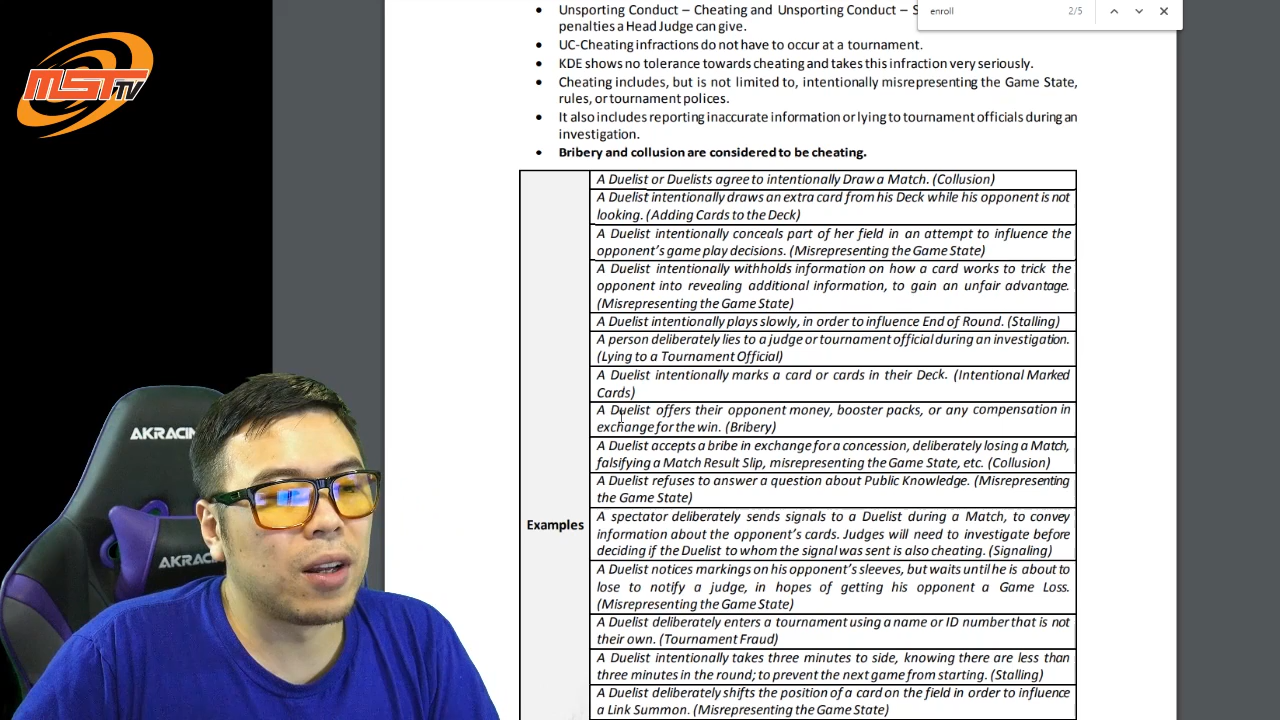 MST TV
enroll
2/5
Unsporting Conduct – Cheating and Unsporting Conduct – S
penalties a Head Judge can give.
UC-Cheating infractions do not have to occur at a tournament.
KDE shows no tolerance towards cheating and takes this infraction very seriously.
Cheating includes, but is not limited to, intentionally misrepresenting the Game State,
rules, or tournament polices.
It also includes reporting inaccurate information or lying to tournament officials during an
investigation.
Bribery and collusion are considered to be cheating.
Examples
A Duelist or Duelists agree to intentionally Draw a Match. (Collusion)
A Duelist intentionally draws an extra card from his Deck while his opponent is not
looking. (Adding Cards to the Deck)
A Duelist intentionally conceals part of her field in an attempt to influence the
opponent's game play decisions. (Misrepresenting the Game State)
A Duelist intentionally withholds information on how a card works to trick the
opponent into revealing additional information, to gain an unfair advantage.
(Misrepresenting the Game State)
A Duelist intentionally plays slowly, in order to influence End of Round. (Stalling)
A person deliberately lies to a judge or tournament official during an investigation.
(Lying to a Tournament Official)
A Duelist intentionally marks a card or cards in their Deck. (Intentional Marked
Cards)
A Duelist offers their opponent money, booster packs, or any compensation in
exchange for the win. (Bribery)
A Duelist accepts a bribe in exchange for a concession, deliberately losing a Match,
falsifying a Match Result Slip, misrepresenting the Game State, etc. (Collusion)
A Duelist refuses to answer a question about Public Knowledge. (Misrepresenting
the Game State)
A spectator deliberately sends signals to a Duelist during a Match, to convey
information about the opponent's cards. Judges will need to investigate before
deciding if the Duelist to whom the signal was sent is also cheating. (Signaling)
A Duelist notices markings on his opponent's sleeves, but waits until he is about to
lose to notify a judge, in hopes of getting his opponent a Game Loss.
(Misrepresenting the Game State)
A Duelist deliberately enters a tournament using a name or ID number that is not
their own. (Tournament Fraud)
A Duelist intentionally takes three minutes to side, knowing there are less than
three minutes in the round; to prevent the next game from starting. (Stalling)
A Duelist deliberately shifts the position of a card on the field in order to influence
a Link Summon. (Misrepresenting the Game State)
AKRACIN
AKRACI